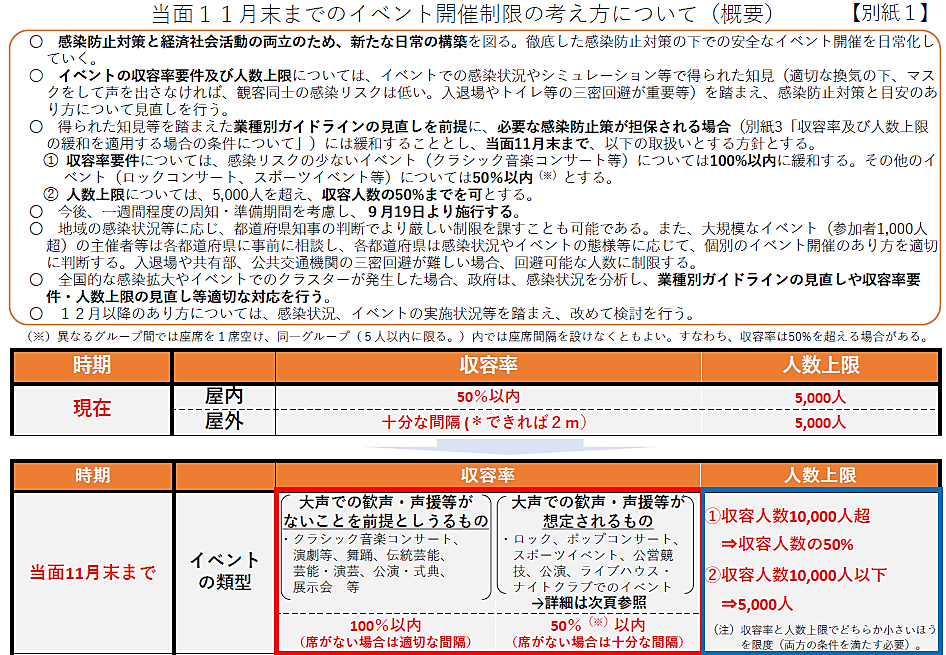 当面11月末までのイベント開催制限の考え方について（概要）　【別紙１】
〇　感染防止対策と経済社会活動の両立のため、新たな日常の構築を図る。徹底した感染防止対策の下での安全なイベント開催を日常化し
ていく。
〇　イベントの収容率要件及び人数上限については、イベントでの感染状況やシミュレーション等で得られた知見（適切な換気の下、マス
クをして声を出さなければ、観客同士の感染リスクは低い。入退場やトイレ等の三密回避が重要等）を踏まえ、感染防止対策と目安のあ
り方について見直しを行う。
〇　得られた知見等を踏まえた業種別ガイドラインの見直しを前提に、必要な感染防止策が担保される場合（別紙3「収容率及び人数上限
の緩和を適用する場合の条件について」）には緩和することとし、当面11月末まで、以下の取扱いとする方針とする。
① 収容率要件については、感染リスクの少ないイベント（クラシック音楽コンサート等）については100%以内に緩和する。その他のイ
ベント（ロックコンサート、スポーツイベント等）については50%以内（※）とする。
② 人数上限については、5,000人を超え、収容人数の50%までを可とする。
〇　今後、一週間程度の周知・準備期間を考慮し、９月19日より施行する。
〇　地域の感染状況等に応じ、都道府県知事の判断でより厳しい制限を課すことも可能である。また、大規模なイベント（参加者1,000人
超）の主催者等は各都道府県に事前に相談し、各都道府県は感染状況やイベントの態様等に応じて、個別のイベント開催のあり方を適切
に判断する。入退場や共有部、公共交通機関の三密回避が難しい場合、回避可能な人数に制限する。
〇　全国的な感染拡大やイベントでのクラスターが発生した場合、政府は、感染状況を分析し、業種別ガイドラインの見直しや収容率要
件・人数上限の見直し等適切な対応を行う。
〇　１２月以降のあり方については、感染状況、イベントの実施状況等を踏まえ、改めて検討を行う。
（※）異なるグループ間では座席を１席空け、同一グループ（５人以内に限る。）内では座席間隔を設けなくともよい。すなわち、収容率は50%を超える場合がある。
時期　収容率　人数上限
現在　屋内　50%以内　5,000人
屋外　十分な間隔（＊できれば２ｍ）　5,000人
時期　収容率　人数上限
当面11月末まで
イベント
の類型
大声での歓声・声援等が
ないことを前提としうるもの
・クラシック音楽コンサート、
演劇等、舞踊、伝統芸能、
芸能・演芸、公演・式典、
展示会　等
大声での歓声・声援等が
想定されるもの
・ロック、ポップコンサート、
スポーツイベント、公営競
技、公演、ライブハウス・
ナイトクラブでのイベント
→詳細は次頁参照
100%以内
（席がない場合は適切な間隔）
50%（※）以内
（席がない場合は十分な間隔）
①収容人数10,000人超
⇒収容人数の50%
②収容人数10,000人以下
⇒5,000人
（注）収容率と人数上限でどちらか小さいほう
を限度（両方の条件を満たす必要）。